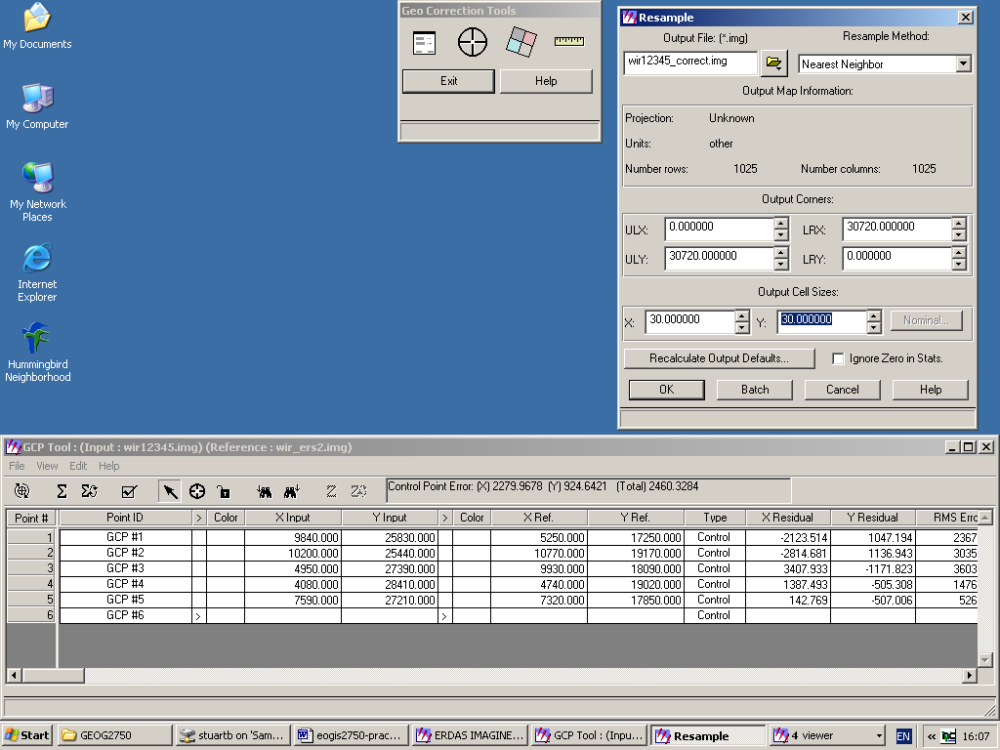 My Documents
My Computer
My Network
Places
Internet
Explorer
Hummingbird
Neighborhood
Geo Correction Tools
Exit Help
Resample
Output File: (*.img) Resample Method:
wir12345_correct.img Nearest Neighbor
Output Map Information:
Projection: Unknown
Units: other
Number rows: 1025 Number columns: 1025
Output Corners:
ULX: 0.000000 LRX: 30720.000000
ULY: 30720.000000 LRY: 0.000000
Output Cell Sizes:
X: 30.000000 Y: 30.000000 Nominal...
Recalculate Output Defaults... Ignore Zero in Stats.
OK Batch Cancel Help
GCP Tool : (Input : wir12345.img) (Reference : wir_ers2.img)
File View Edit Help
Σ Σ Z Z
Control Point Error: (X) 2279.9678 (Y) 924.6421 (Total) 2460.3284
Point # Point ID > Color X Input Y Input > Color X Ref. Y Ref. Type X Residual Y Residual RMS Erro
1 GCP #1 9840.000 25830.000 5250.000 17250.000 Control -2123.514 1047.194 2367
2 GCP #2 10200.000 25440.000 10770.000 19170.000 Control -2814.681 1136.943 3035
3 GCP #3 4950.000 27390.000 9930.000 18090.000 Control 3407.933 -1171.823 3603
4 GCP #4 4080.000 28410.000 4740.000 19020.000 Control 1387.493 -505.308 1476
5 GCP #5 7590.000 27210.000 7320.000 17850.000 Control 142.769 -507.006 526
6 GCP #6 > > Control
Start GEOG2750 stuartb on 'Sam... eogis2750-prac... ERDAS IMAGINE... GCP Tool : (Inpu... Resample 4 viewer EN « 16:07